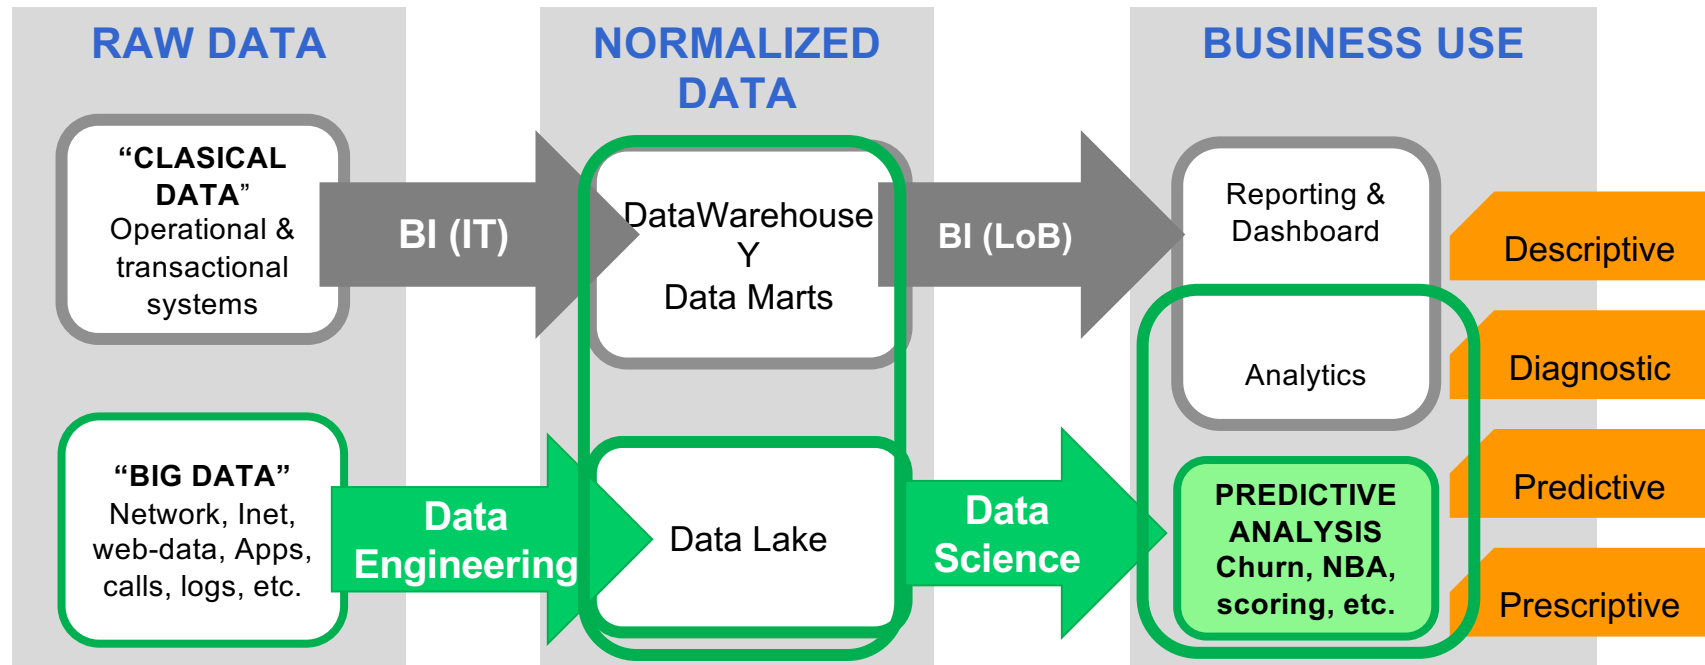 RAW DATA
NORMALIZED
DATA
BUSINESS USE
“CLASICAL
DATA”
Operational &
transactional
systems
BI (IT)
DataWarehouse
Y
Data Marts
BI (LoB)
Reporting &
Dashboard
Analytics
Descriptive
Diagnostic
“BIG DATA”
Network, Inet,
web-data, Apps,
calls, logs, etc.
Data
Engineering
Data Lake
Data
Science
PREDICTIVE
ANALYSIS
Churn, NBA,
scoring, etc.
Predictive
Prescriptive